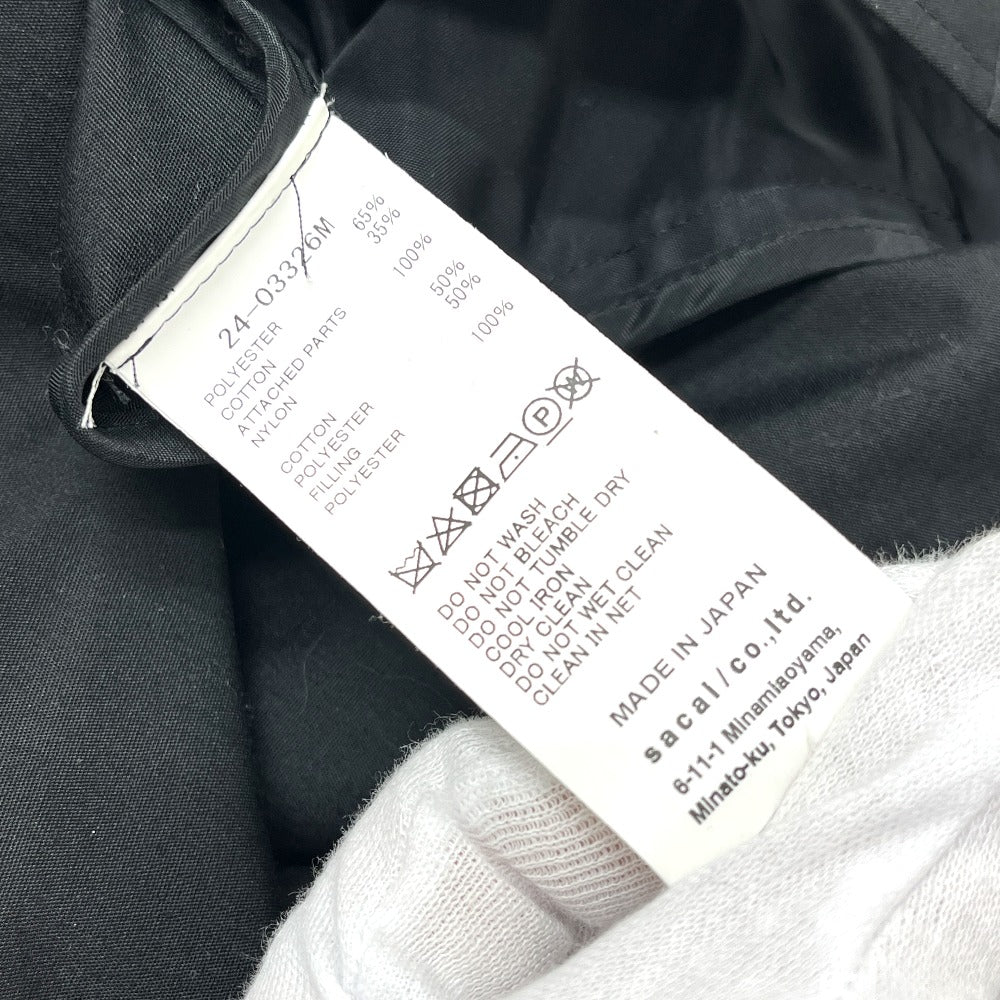 24-03326M
POLYESTER 65%
COTTON 35%
ATTACHED PARTS
NYLON 100%
COTTON 50%
POLYESTER 50%
FILLING
POLYESTER 100%
P W
DO NOT WASH
DO NOT BLEACH
DO NOT TUMBLE DRY
COOL IRON
DRY CLEAN
DO NOT WET CLEAN
CLEAN IN NET
MADE IN JAPAN
sacai/co.,ltd.
6-11-1 Minamiaoyama,
Minato-ku, Tokyo, Japan